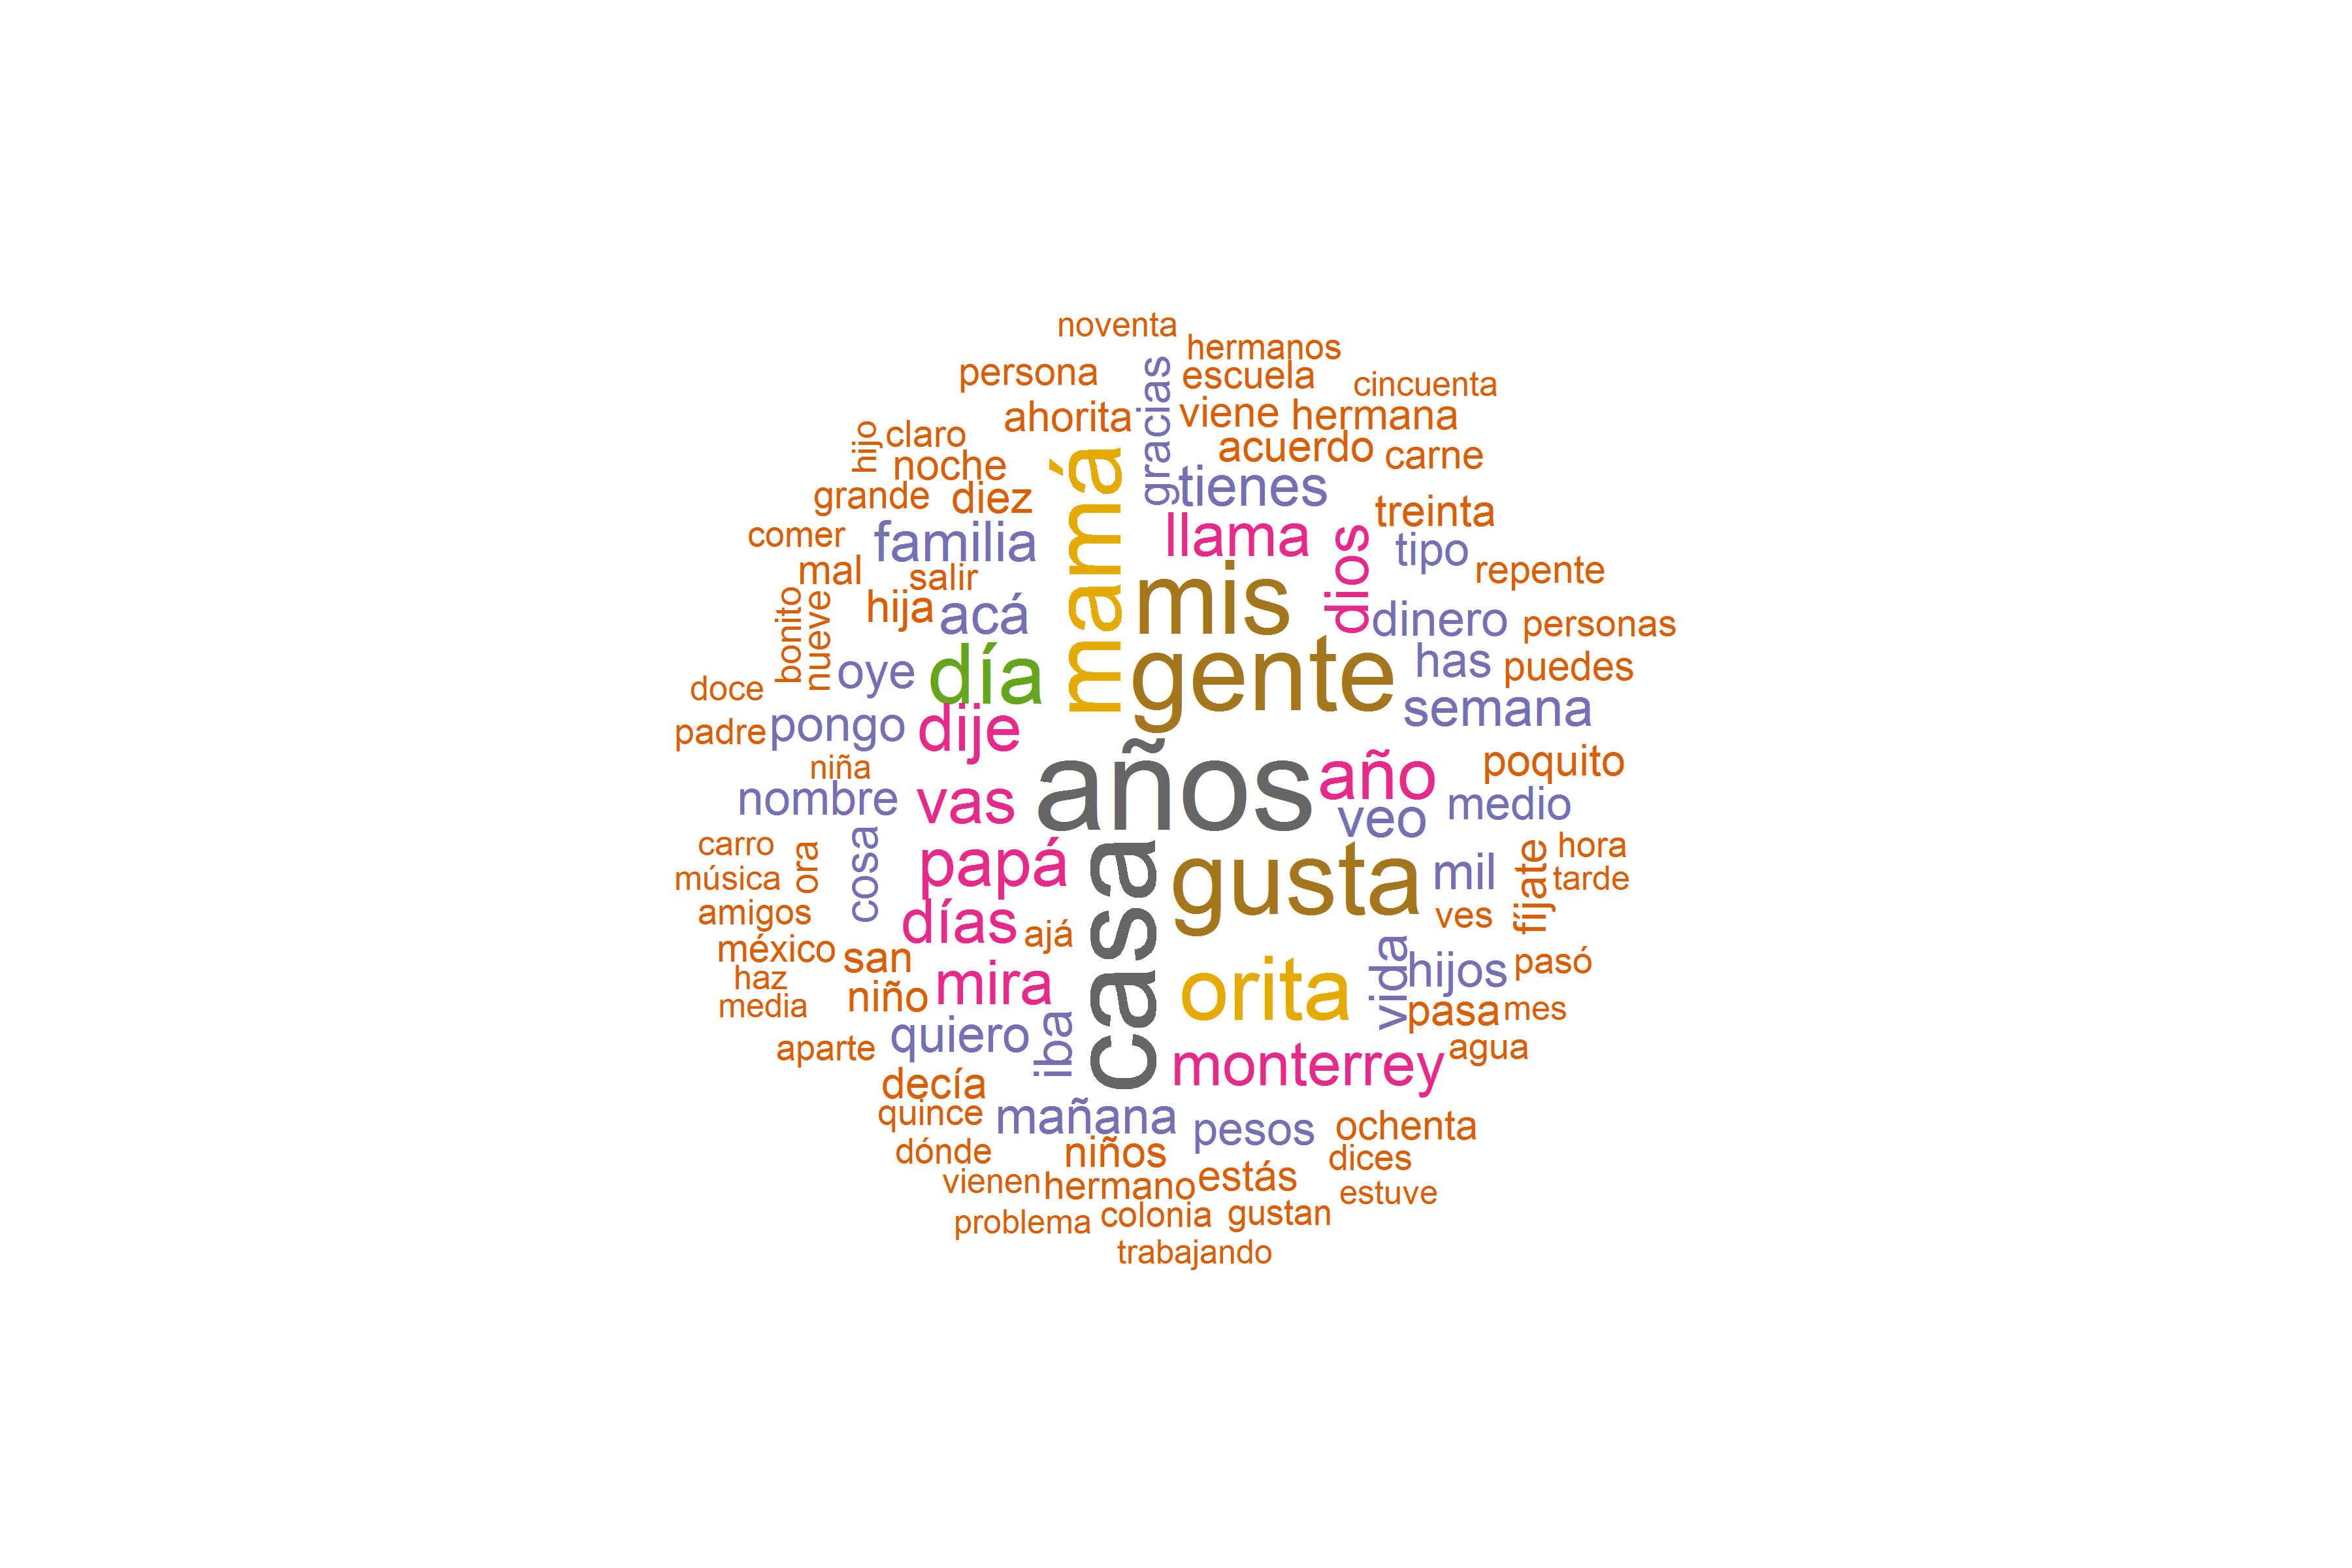 noventa
hermanos
persona
escuela
cincuenta
gracias
ahorita
viene
hermana
hijo
claro
acuerdo
carne
noche
mamá
tienes
grande
diez
treinta
comer
familia
llama
dios
tipo
mal
salir
mis
repente
bonito
nueve
hija
acá
dinero
personas
oye
día
gente
has
puedes
doce
semana
padre
pongo
dije
niña
años
año
poquito
nombre
vas
veo
medio
carro
ora
cosa
papá
casa
gusta
mil
fíjate
hora
música
tarde
amigos
días
ajá
ves
méxico
san
vida
hijos
pasó
haz
media
niño
mira
orita
pasa
mes
aparte
quiero
iba
monterrey
agua
decía
quince
mañana
pesos
ochenta
dónde
niños
dices
vienen
hermano
estás
estuve
problema
colonia
gustan
trabajando